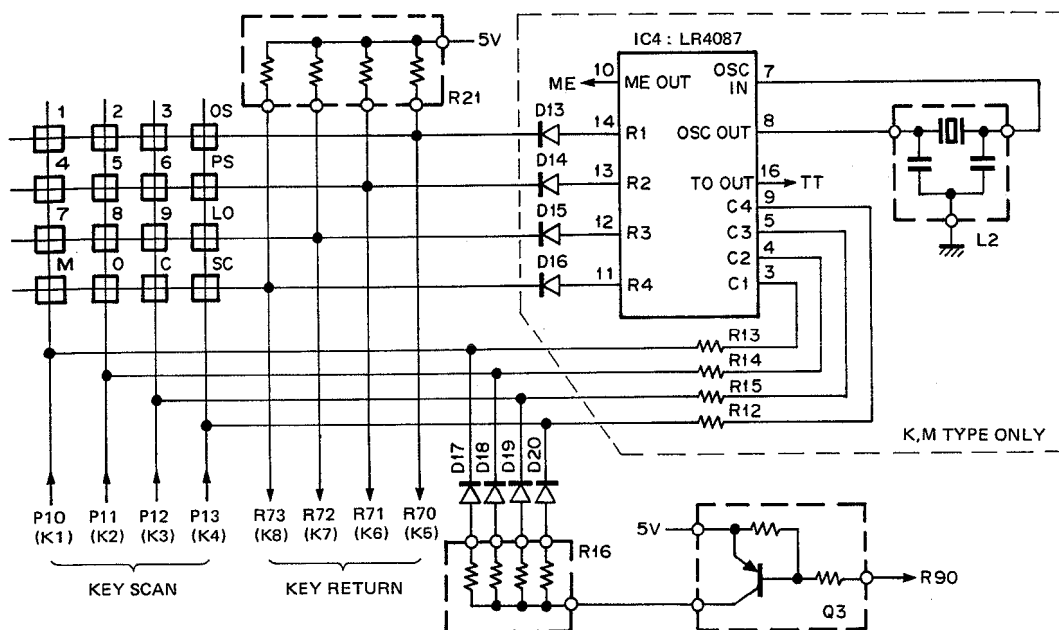 5V
R21
K,M TYPE ONLY
IC4 : LR4087
ME 10 ME OUT
OSC IN 7
D13 14 R1
OSC OUT 8
D14 13 R2
16
TO OUT TT
D15 12 R3
C4 9
C3 5
D16 11 R4
C2 4
C1 3
L2
1 2 3 OS
4 5 6 PS
7 8 9 LO
M 0 C SC
R13
R14
R15
R12
D17 D18 D19 D20
P10 P11 P12 P13
(K1) (K2) (K3) (K4)
KEY SCAN
R73 R72 R71 R70
(K8) (K7) (K6) (K5)
KEY RETURN
R16
5V
R90
Q3